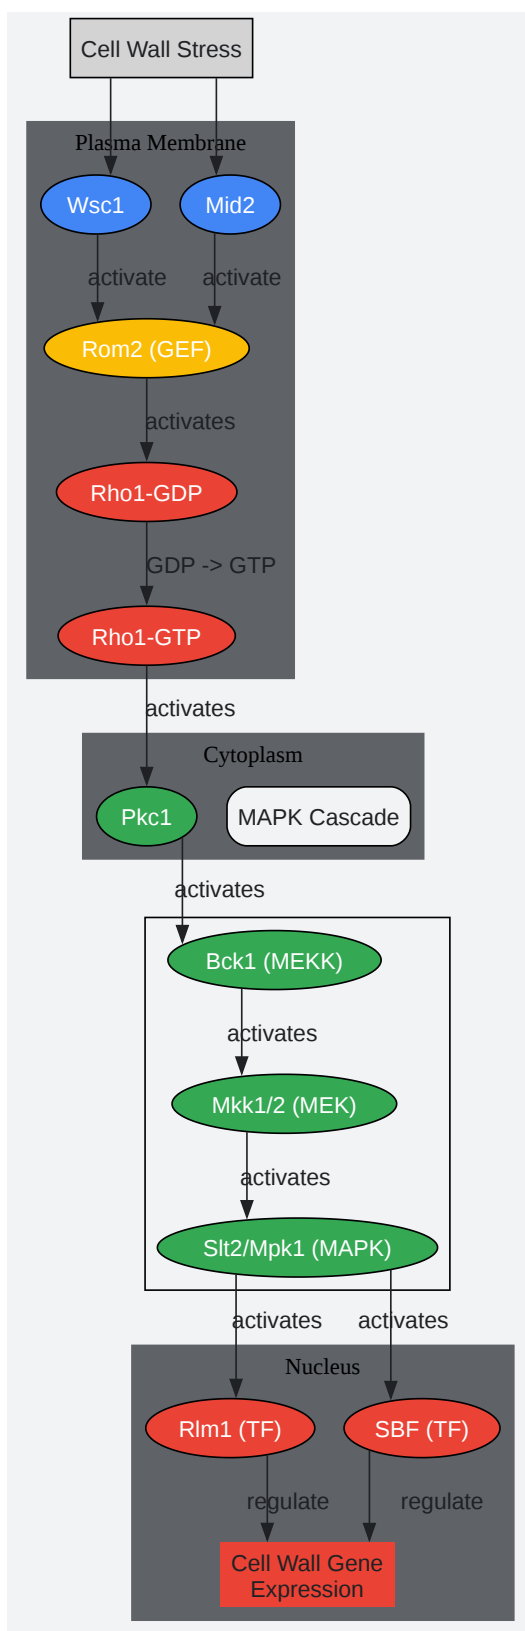 Cell Wall Stress
Plasma Membrane
Wsc1
Mid2
activate
activate
Rom2 (GEF)
activates
Rho1-GDP
GDP -> GTP
Rho1-GTP
activates
Cytoplasm
Pkc1
MAPK Cascade
activates
Bck1 (MEKK)
activates
Mkk1/2 (MEK)
activates
Slt2/Mpk1 (MAPK)
activates
activates
Nucleus
Rlm1 (TF)
SBF (TF)
regulate
regulate
Cell Wall Gene
Expression